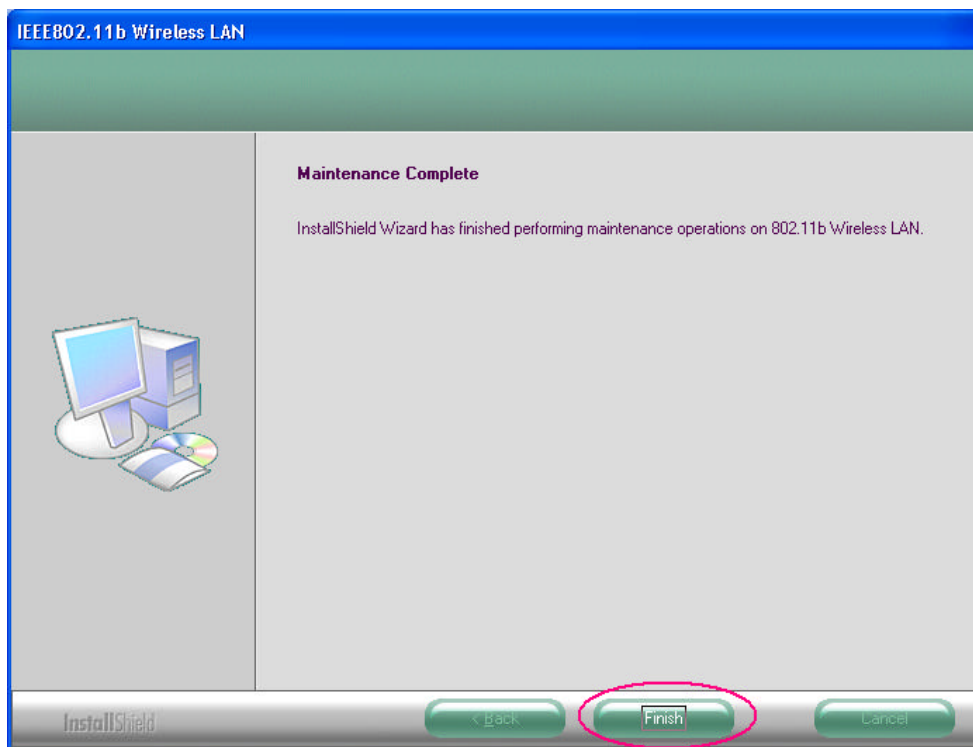 IEEE802.11b Wireless LAN
Maintenance Complete
InstallShield Wizard has finished performing maintenance operations on 802.11b Wireless LAN.
InstallShield
< Back
Finish
Cancel